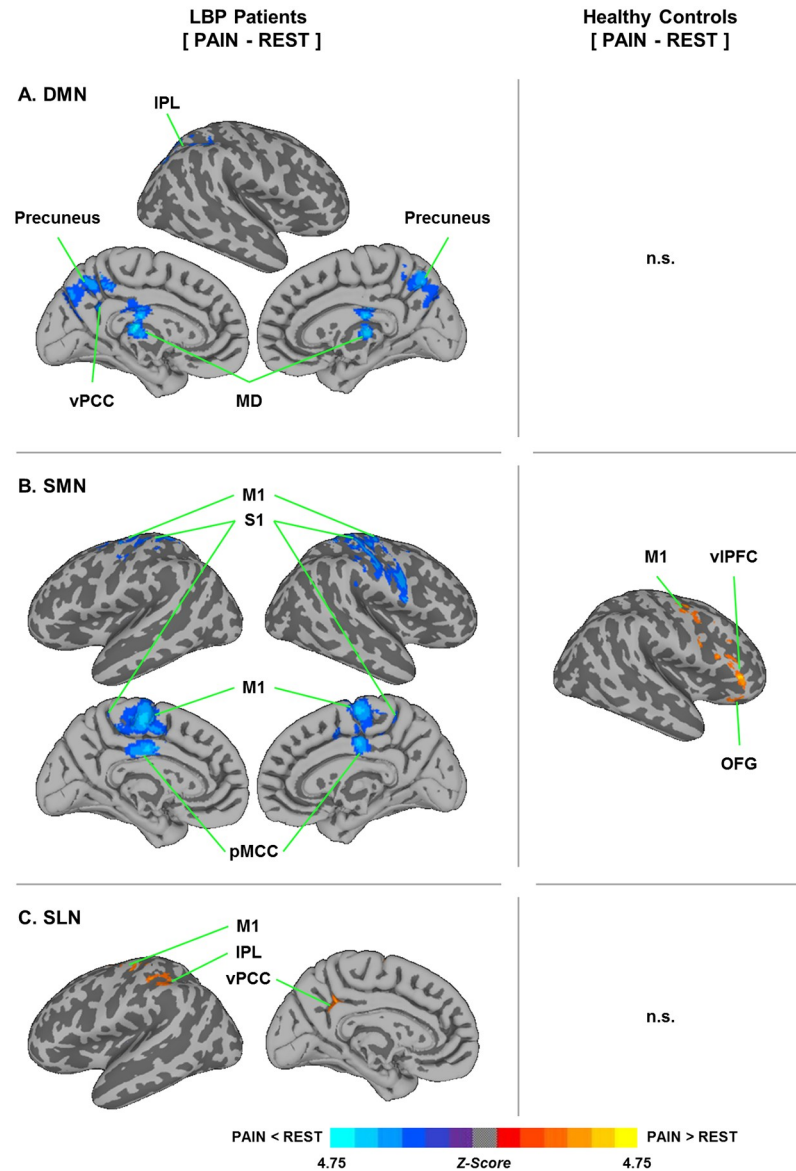 LBP Patients
[ PAIN - REST ]
Healthy Controls
[ PAIN - REST ]
A. DMN
IPL
Precuneus
Precuneus
n.s.
vPCC
MD
B. SMN
M1
S1
M1
vlPFC
M1
OFG
pMCC
C. SLN
M1
IPL
vPCC
n.s.
PAIN < REST
PAIN > REST
4.75
Z-Score
4.75